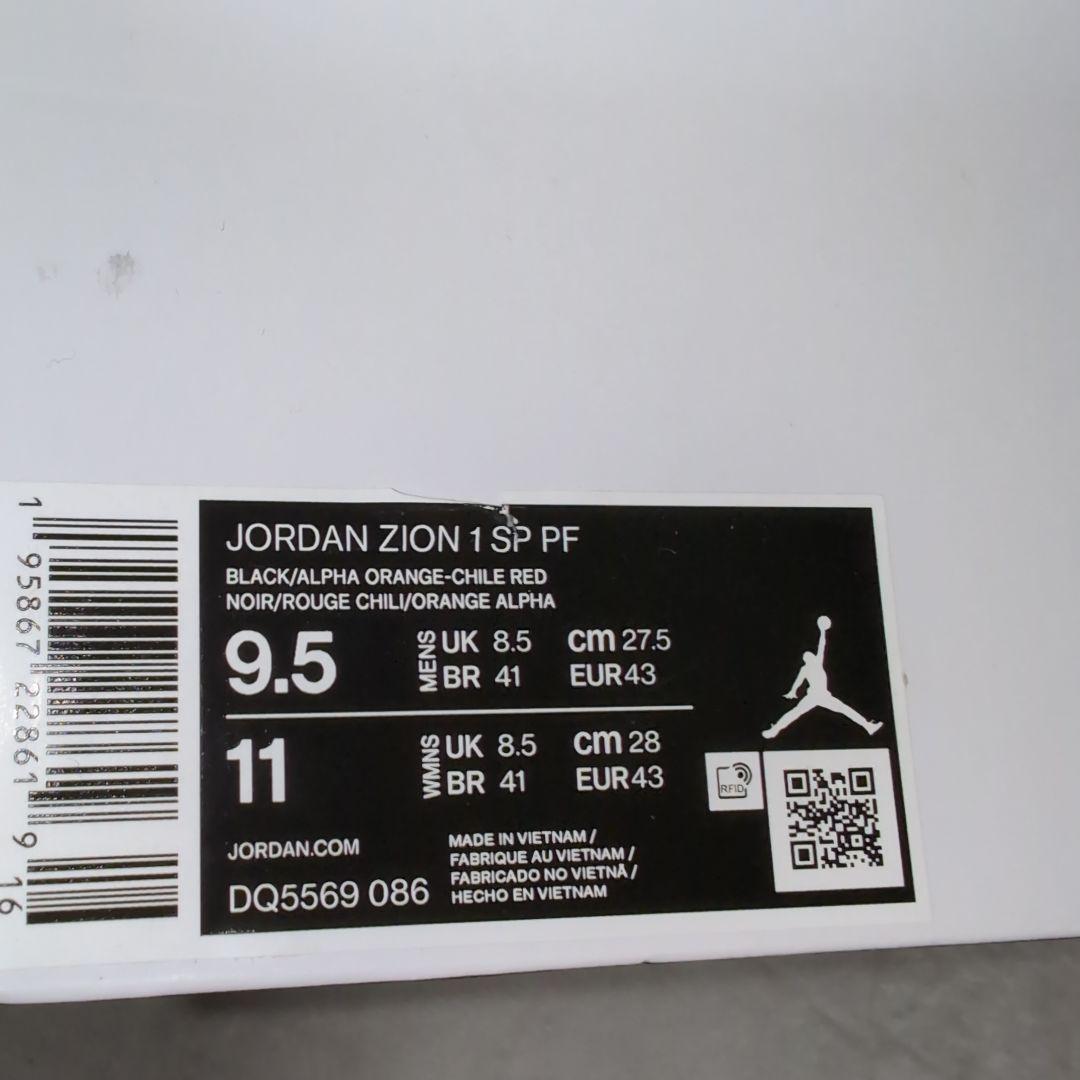 JORDAN ZION 1 SP PF
BLACK/ALPHA ORANGE-CHILE RED
NOIR/ROUGE CHILI/ORANGE ALPHA
9.5 MENS UK 8.5 cm 27.5
BR 41 EUR 43
11 WMNS UK 8.5 cm 28
BR 41 EUR 43
RFID
JORDAN.COM
DQ5569 086
MADE IN VIETNAM /
FABRIQUE AU VIETNAM /
FABRICADO NO VIETNÃ /
HECHO EN VIETNAM
1 95867 22861 9 16